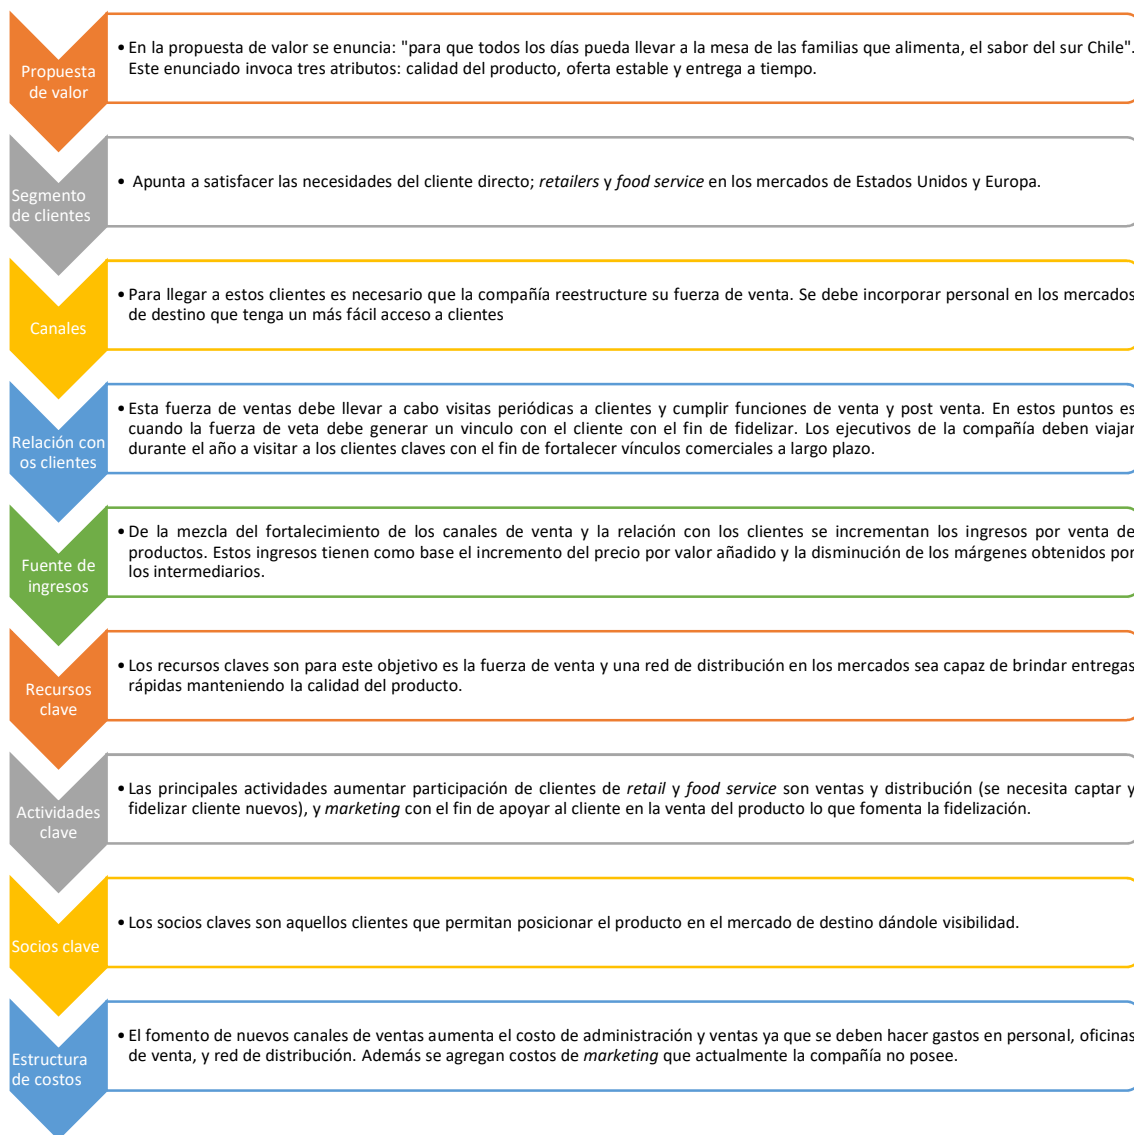 Propuesta
de valor
• En la propuesta de valor se enuncia: "para que todos los días pueda llevar a la mesa de las familias que alimenta, el sabor del sur Chile".
Este enunciado invoca tres atributos: calidad del producto, oferta estable y entrega a tiempo.
Segmento
de clientes
• Apunta a satisfacer las necesidades del cliente directo; retailers y food service en los mercados de Estados Unidos y Europa.
Canales
• Para llegar a estos clientes es necesario que la compañía reestructure su fuerza de venta. Se debe incorporar personal en los mercados
de destino que tenga un más fácil acceso a clientes
Relación con
os clientes
• Esta fuerza de ventas debe llevar a cabo visitas periódicas a clientes y cumplir funciones de venta y post venta. En estos puntos es
cuando la fuerza de veta debe generar un vinculo con el cliente con el fin de fidelizar. Los ejecutivos de la compañía deben viajar
durante el año a visitar a los clientes claves con el fin de fortalecer vínculos comerciales a largo plazo.
Fuente de
ingresos
• De la mezcla del fortalecimiento de los canales de venta y la relación con los clientes se incrementan los ingresos por venta de
productos. Estos ingresos tienen como base el incremento del precio por valor añadido y la disminución de los márgenes obtenidos por
los intermediarios.
Recursos
clave
• Los recursos claves son para este objetivo es la fuerza de venta y una red de distribución en los mercados sea capaz de brindar entregas
rápidas manteniendo la calidad del producto.
Actividades
clave
• Las principales actividades aumentar participación de clientes de retail y food service son ventas y distribución (se necesita captar y
fidelizar cliente nuevos), y marketing con el fin de apoyar al cliente en la venta del producto lo que fomenta la fidelización.
Socios clave
• Los socios claves son aquellos clientes que permitan posicionar el producto en el mercado de destino dándole visibilidad.
Estructura
de costos
• El fomento de nuevos canales de ventas aumenta el costo de administración y ventas ya que se deben hacer gastos en personal, oficinas
de venta, y red de distribución. Además se agregan costos de marketing que actualmente la compañía no posee.